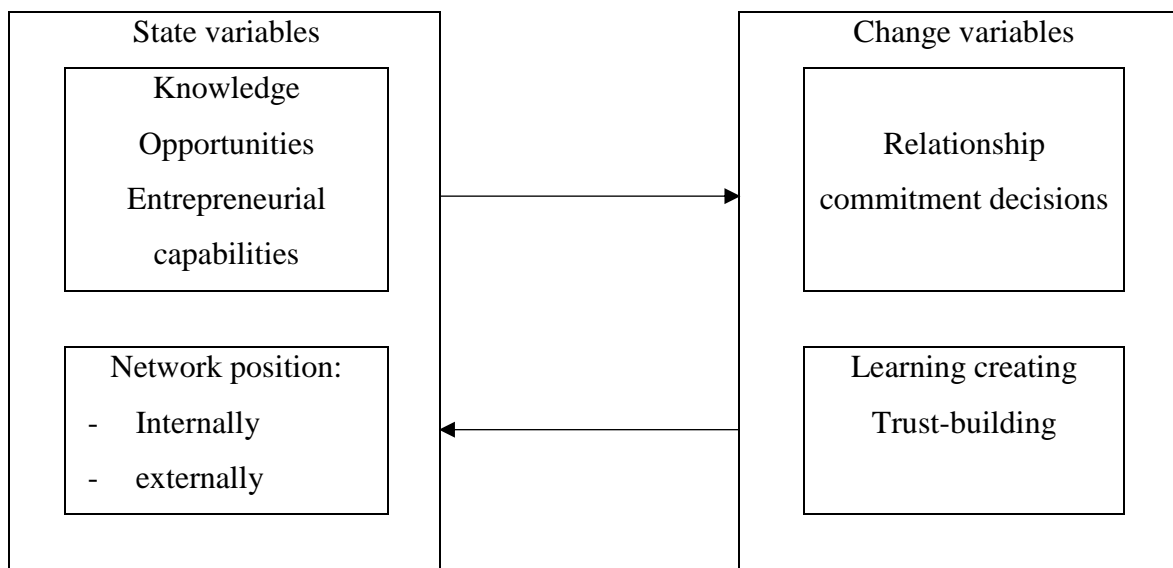 State variables
Knowledge
Opportunities
Entrepreneurial
capabilities
Network position:
- Internally
- externally
Change variables
Relationship
commitment decisions
Learning creating
Trust-building